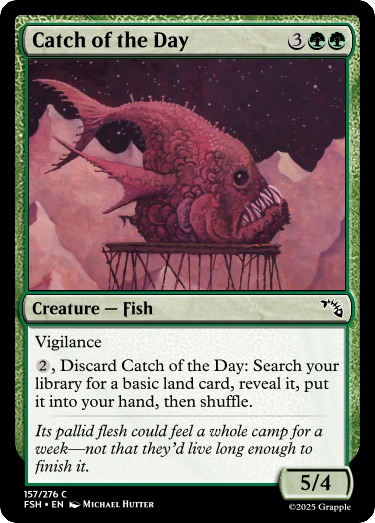 Catch of the Day 3
Creature — Fish
Vigilance
2, Discard Catch of the Day: Search your
library for a basic land card, reveal it, put
it into your hand, then shuffle.
Its pallid flesh could feel a whole camp for a
week—not that they’d live long enough to
finish it.
5/4
157/276 C
FSH • EN Michael Hutter
©2025 Grapple